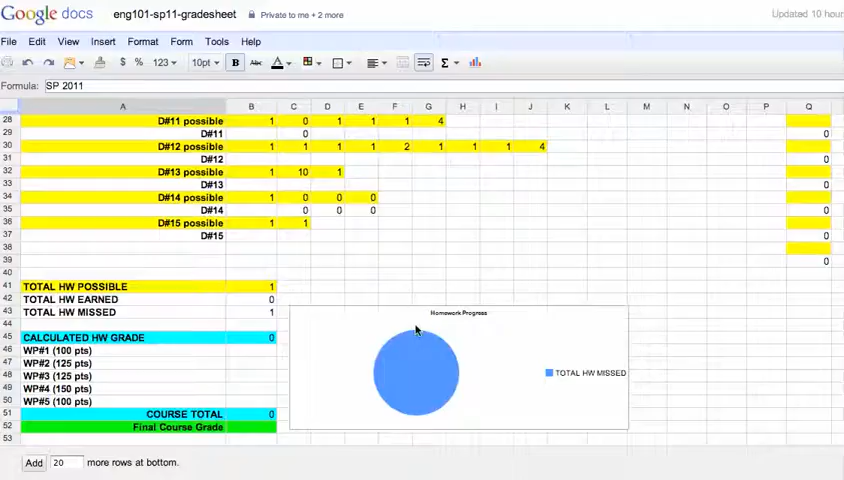 Google docs eng101-sp11-gradesheet Private to me + 2 more Updated 10 hour
File Edit View Insert Format Form Tools Help
$ % 123 10pt B Abc A Σ
Formula: SP 2011
A B C D E F G H I J K L M N O P Q
28 D#11 possible 1 0 1 1 1 4
29 D#11 0 0
30 D#12 possible 1 1 1 1 2 1 1 1 4
31 D#12 0
32 D#13 possible 1 10 1
33 D#13 0
34 D#14 possible 1 0 0 0
35 D#14 0 0 0 0
36 D#15 possible 1 1
37 D#15 0
38
39 0
40
41 TOTAL HW POSSIBLE 1
42 TOTAL HW EARNED 0
43 TOTAL HW MISSED 1
Homework Progress
44
45 CALCULATED HW GRADE 0
46 WP#1 (100 pts)
47 WP#2 (125 pts)
TOTAL HW MISSED
48 WP#3 (125 pts)
49 WP#4 (150 pts)
50 WP#5 (100 pts)
51 COURSE TOTAL 0
52 Final Course Grade
53
Add 20 more rows at bottom.